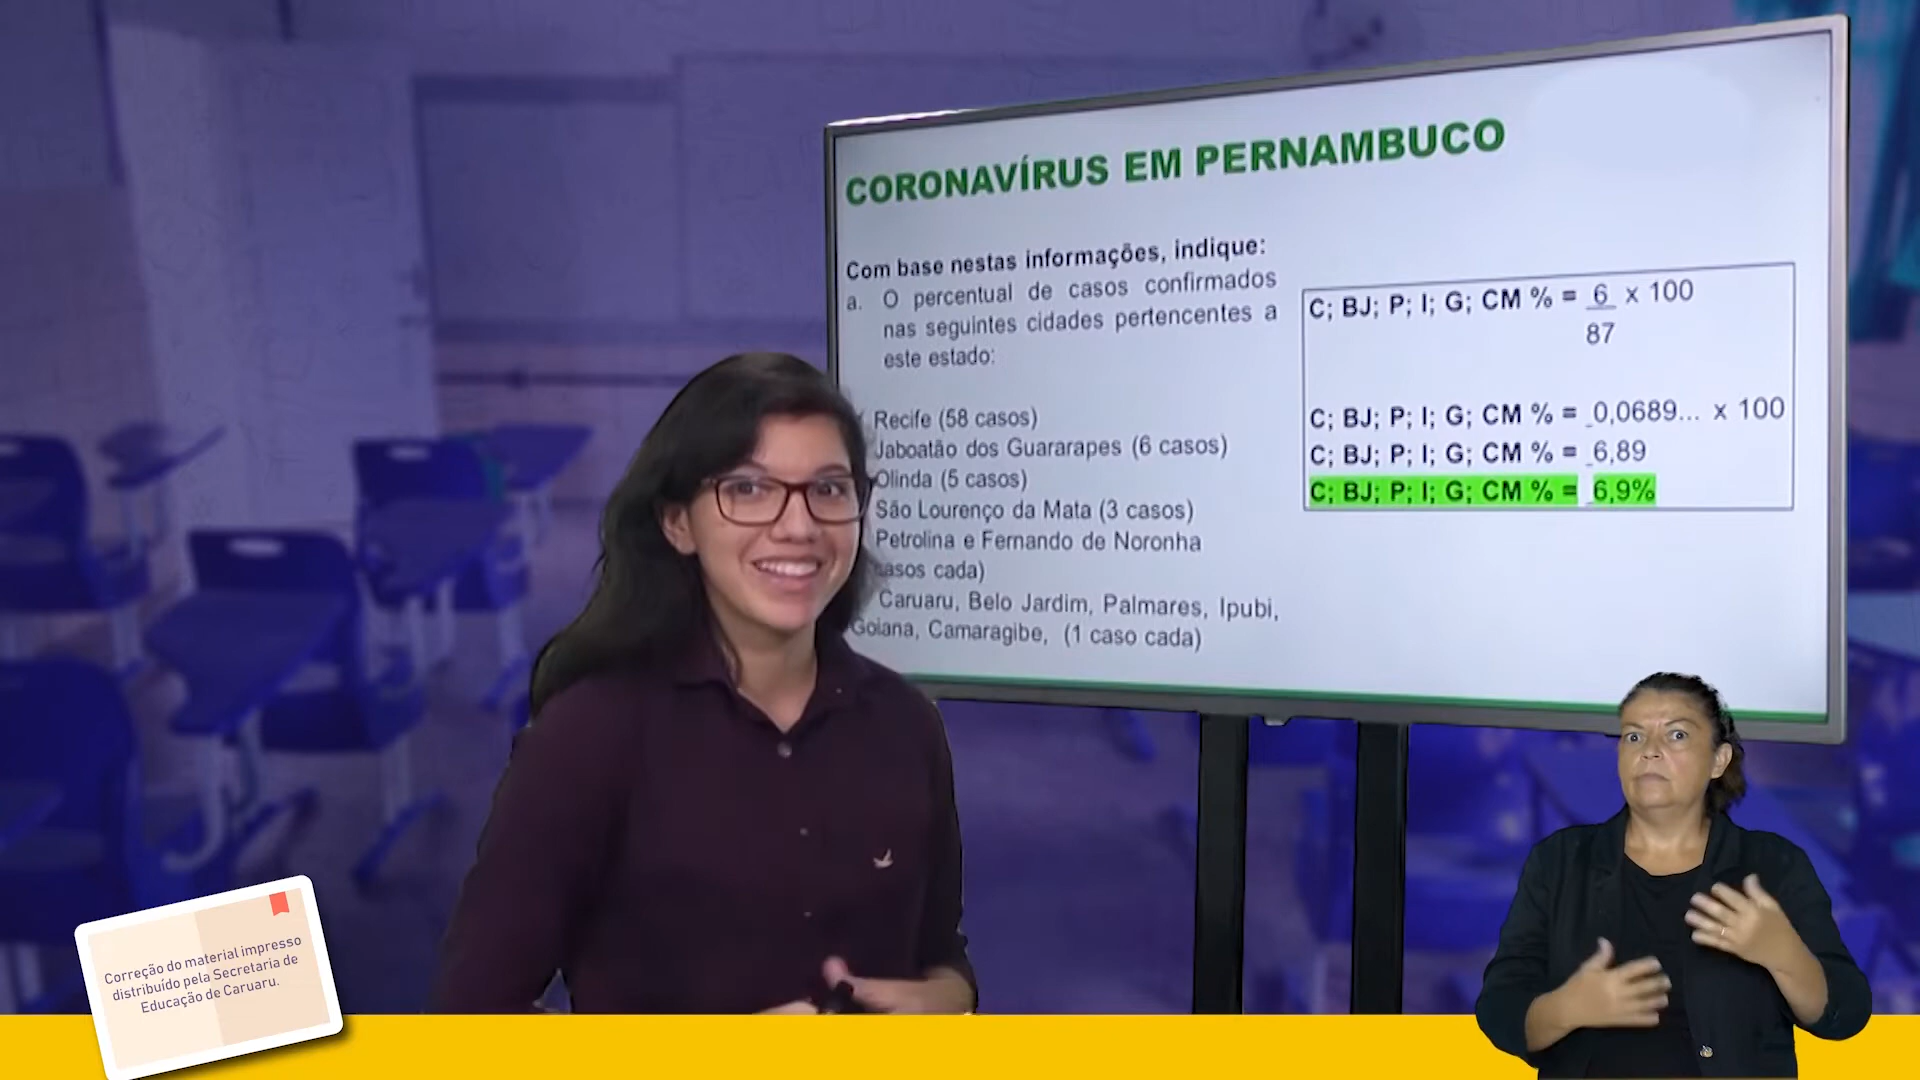 CORONAVÍRUS EM PERNAMBUCO
Com base nestas informações, indique:
a. O percentual de casos confirmados
nas seguintes cidades pertencentes a
este estado:
Recife (58 casos)
Jaboatão dos Guararapes (6 casos)
Olinda (5 casos)
São Lourenço da Mata (3 casos)
Petrolina e Fernando de Noronha
cada)
Caruaru, Belo Jardim, Palmares, Ipubi,
Goiana, Camaragibe, (1 caso cada)
C; BJ; P; I; G; CM % = 6 x 100
87
C; BJ; P; I; G; CM % = 0,0689... x 100
C; BJ; P; I; G; CM % = 6,89
C; BJ; P; I; G; CM % = 6,9%
Correção do material impresso
distribuído pela Secretaria de
Educação de Caruaru.